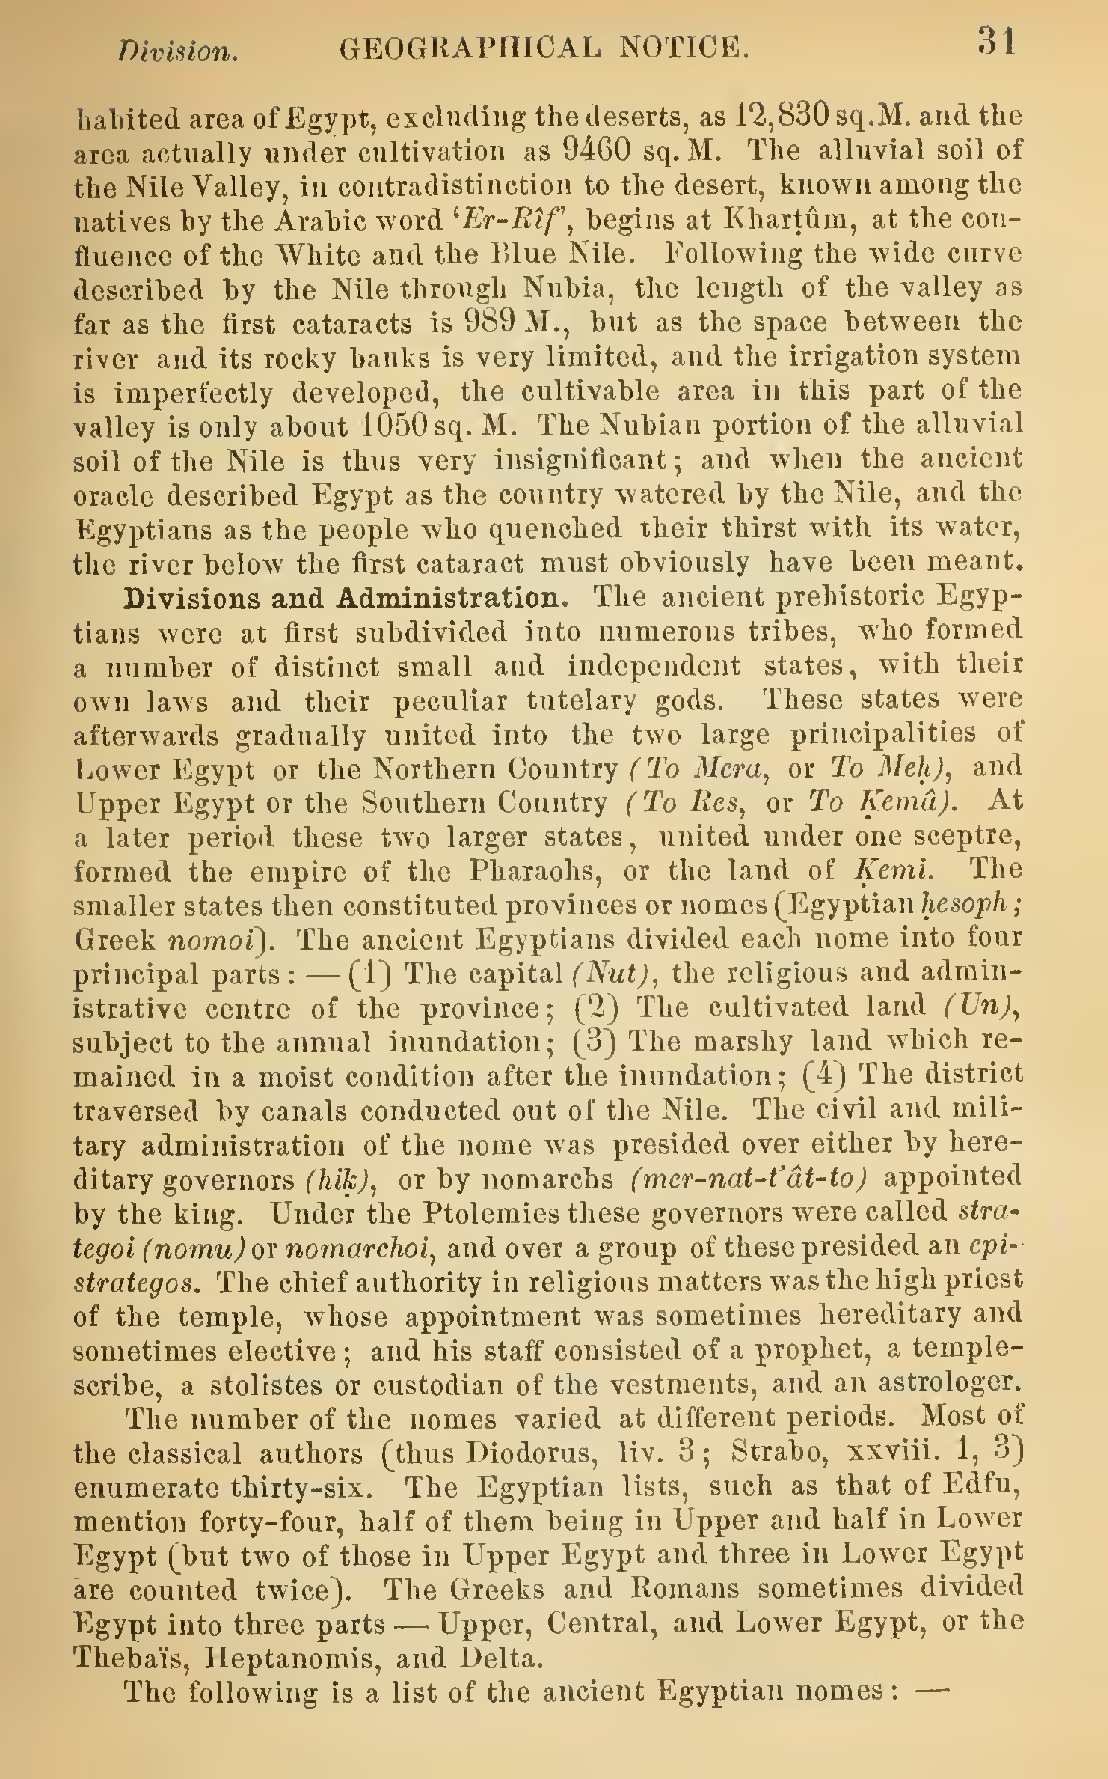 Division. GEOGRAPHICAL NOTICE. 31
habited area of Egypt, excluding the deserts, as 12,830 sq. M. and the
area actually under cultivation as 9460 sq. M. The alluvial soil of
the Nile Valley, in contradistinction to the desert, known among the
natives by the Arabic word ‘Er-Rîf’, begins at Kharṭûm, at the con-
fluence of the White and the Blue Nile. Following the wide curve
described by the Nile through Nubia, the length of the valley as
far as the first cataracts is 989 M., but as the space between the
river and its rocky banks is very limited, and the irrigation system
is imperfectly developed, the cultivable area in this part of the
valley is only about 1050 sq. M. The Nubian portion of the alluvial
soil of the Nile is thus very insignificant; and when the ancient
oracle described Egypt as the country watered by the Nile, and the
Egyptians as the people who quenched their thirst with its water,
the river below the first cataract must obviously have been meant.
Divisions and Administration. The ancient prehistoric Egyp-
tians were at first subdivided into numerous tribes, who formed
a number of distinct small and independent states, with their
own laws and their peculiar tutelary gods. These states were
afterwards gradually united into the two large principalities of
Lower Egypt or the Northern Country (To Mera, or To Meḥ), and
Upper Egypt or the Southern Country (To Res, or To Ḳemâ). At
a later period these two larger states, united under one sceptre,
formed the empire of the Pharaohs, or the land of Ḳemi. The
smaller states then constituted provinces or nomes (Egyptian ḥesoph;
Greek nomoi). The ancient Egyptians divided each nome into four
principal parts: — (1) The capital (Nut), the religious and admin-
istrative centre of the province; (2) The cultivated land (Un),
subject to the annual inundation; (3) The marshy land which re-
mained in a moist condition after the inundation; (4) The district
traversed by canals conducted out of the Nile. The civil and mili-
tary administration of the nome was presided over either by here-
ditary governors (ḥiḳ), or by nomarchs (mer-nat-t’ât-to) appointed
by the king. Under the Ptolemies these governors were called stra-
tegoi (nomu) or nomarchoi, and over a group of these presided an epi-
strategos. The chief authority in religious matters was the high priest
of the temple, whose appointment was sometimes hereditary and
sometimes elective; and his staff consisted of a prophet, a temple-
scribe, a stolistes or custodian of the vestments, and an astrologer.
The number of the nomes varied at different periods. Most of
the classical authors (thus Diodorus, liv. 3; Strabo, xxviii. 1, 3)
enumerate thirty-six. The Egyptian lists, such as that of Edfu,
mention forty-four, half of them being in Upper and half in Lower
Egypt (but two of those in Upper Egypt and three in Lower Egypt
are counted twice). The Greeks and Romans sometimes divided
Egypt into three parts — Upper, Central, and Lower Egypt, or the
Thebaïs, Heptanomis, and Delta.
The following is a list of the ancient Egyptian nomes: —